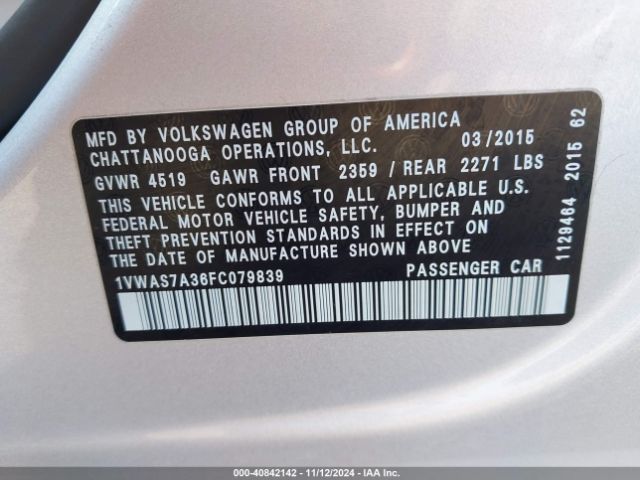 MFD BY VOLKSWAGEN GROUP OF AMERICA
CHATTANOOGA OPERATIONS, LLC. 03/2015
GVWR 4519 GAWR FRONT 2359 / REAR 2271 LBS
THIS VEHICLE CONFORMS TO ALL APPLICABLE U.S.
FEDERAL MOTOR VEHICLE SAFETY, BUMPER AND
THEFT PREVENTION STANDARDS IN EFFECT ON
THE DATE OF MANUFACTURE SHOWN ABOVE
1VWAS7A36FC079839 PASSENGER CAR
1129464 2015 62
000-40842142 - 11/12/2024 - IAA Inc.